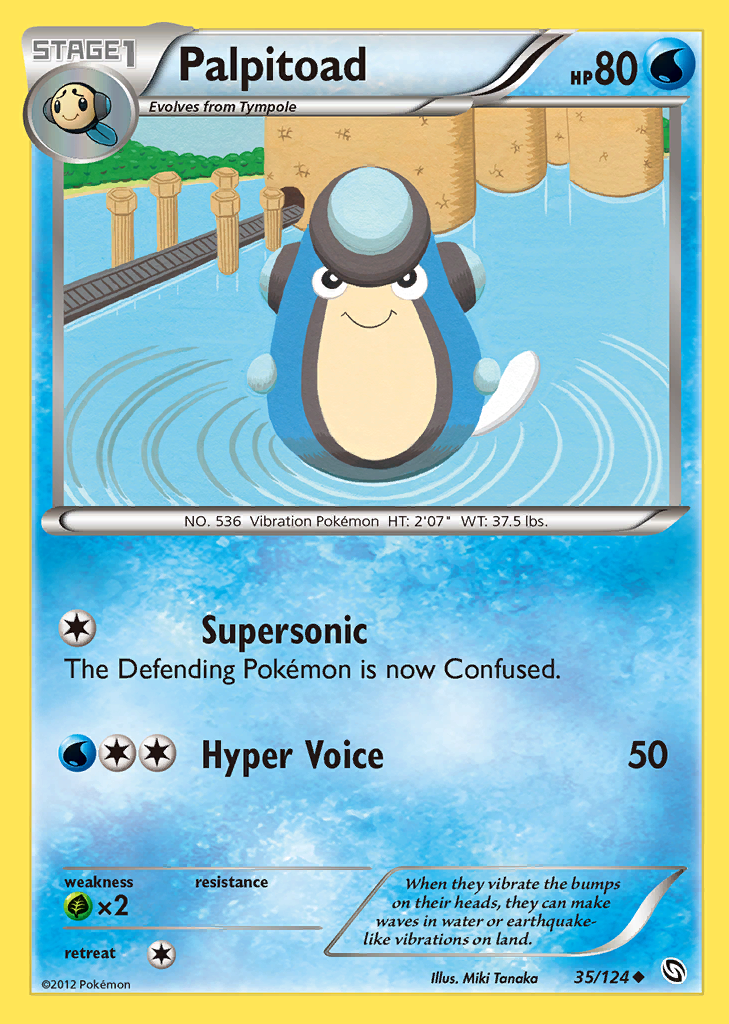 STAGE1
Palpitoad
HP80
Evolves from Tympole
NO. 536 Vibration Pokémon HT: 2'07" WT: 37.5 lbs.
Supersonic
The Defending Pokémon is now Confused.
Hyper Voice 50
weakness resistance
×2
When they vibrate the bumps
on their heads, they can make
waves in water or earthquake-
like vibrations on land.
retreat
©2012 Pokémon
Illus. Miki Tanaka 35/124